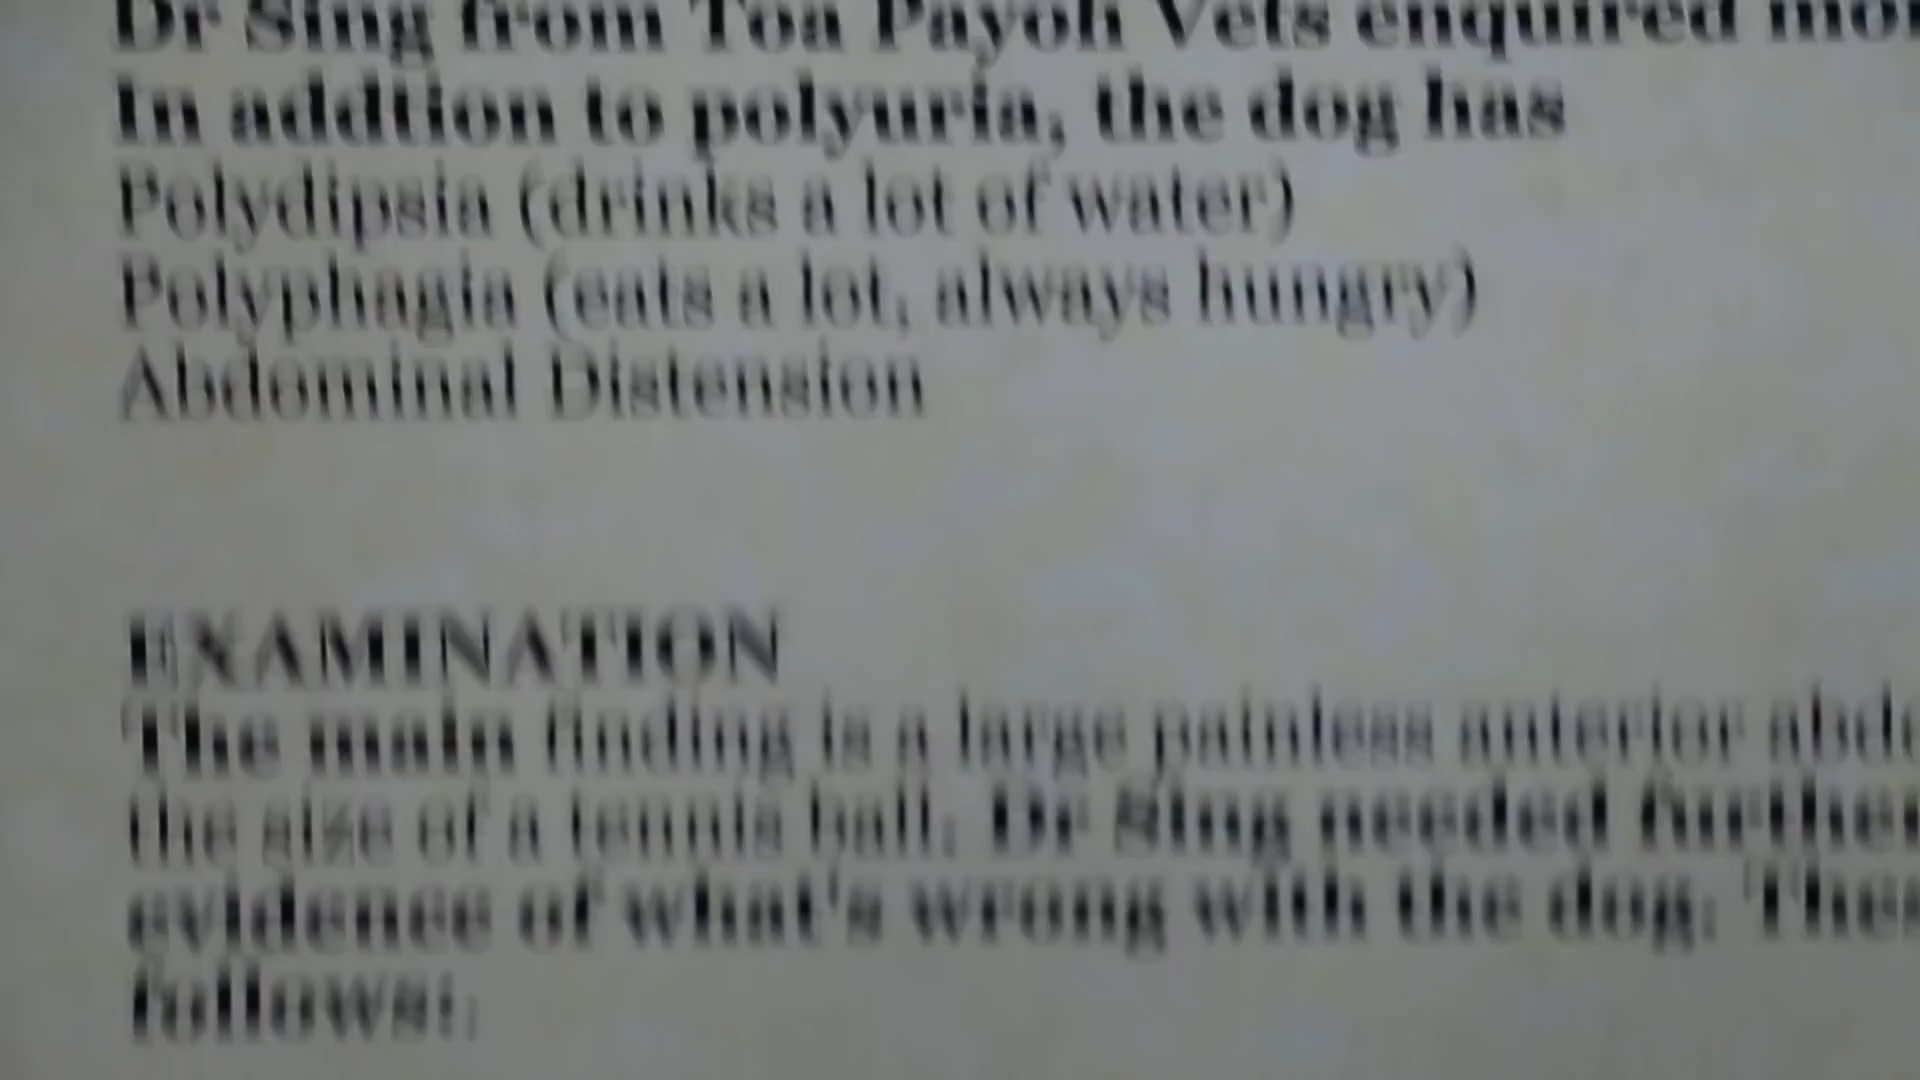 Dr Sing from Toa Payoh Vets enquired
In addtion to polyuria, the dog has
Polydipsia (drinks a lot of water)
Polyphagia (eats a lot, always hungry)
Abdominal Distension
EXAMINATION
The main finding is a large painless anterior
the size of a tennis ball. Dr Sing needed further
evidence of what's wrong with the dog.
follows: